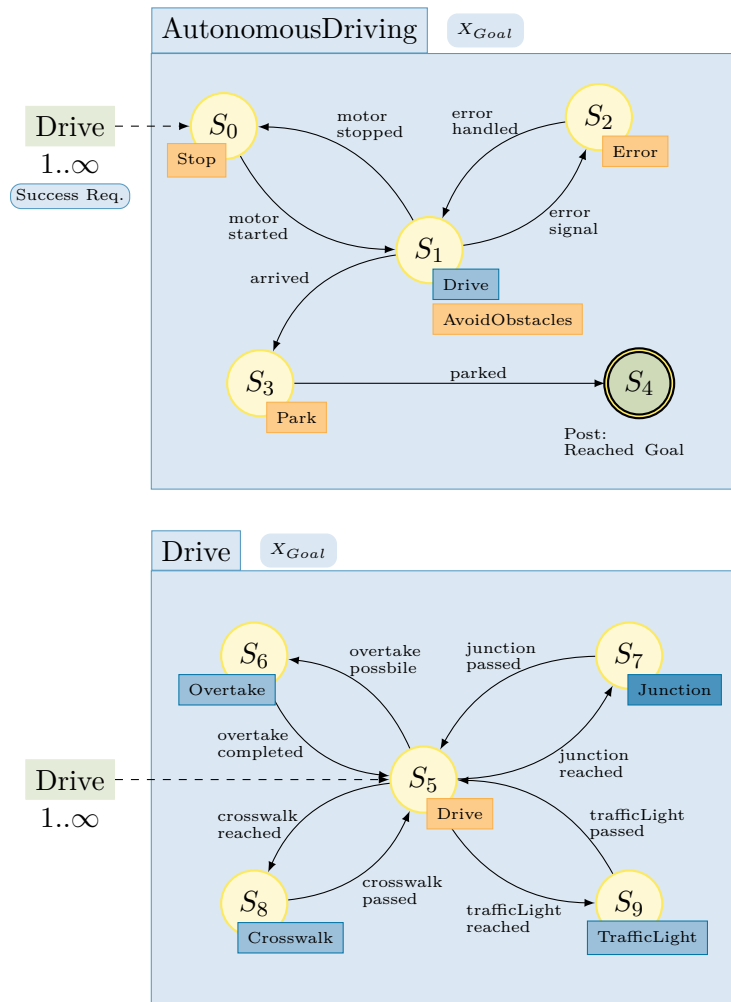 AutonomousDriving
X_Goal
Drive
1..∞
Success Req.
S_0
Stop
motor
stopped
error
handled
S_2
Error
motor
started
S_1
error
signal
Drive
AvoidObstacles
arrived
S_3
Park
parked
S_4
Post:
Reached Goal
Drive
X_Goal
S_6
Overtake
overtake
possbile
junction
passed
S_7
Junction
overtake
completed
junction
reached
Drive
1..∞
S_5
Drive
crosswalk
reached
trafficLight
passed
crosswalk
passed
trafficLight
reached
S_8
Crosswalk
S_9
TrafficLight